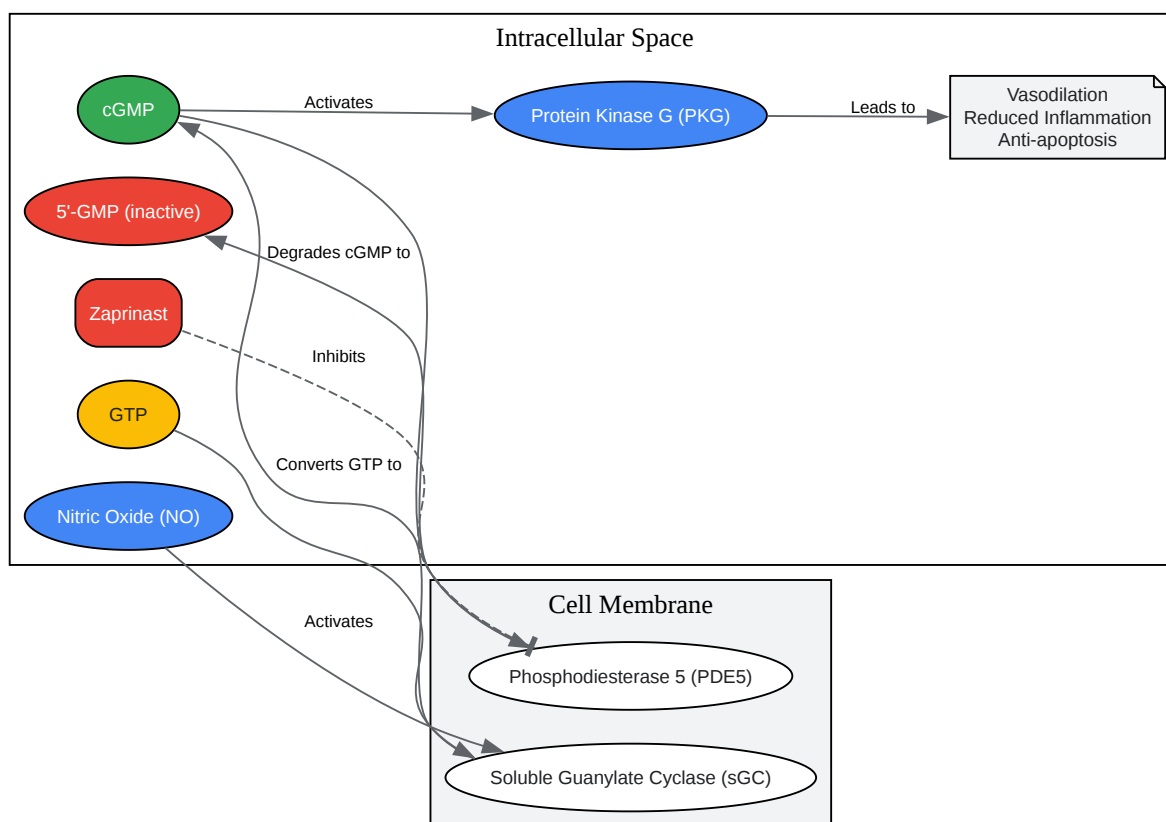 Intracellular Space
cGMP
Activates
Protein Kinase G (PKG)
Leads to
Vasodilation
Reduced Inflammation
Anti-apoptosis
5'-GMP (inactive)
Degrades cGMP to
Zaprinast
Inhibits
GTP
Converts GTP to
Nitric Oxide (NO)
Activates
Cell Membrane
Phosphodiesterase 5 (PDE5)
Soluble Guanylate Cyclase (sGC)